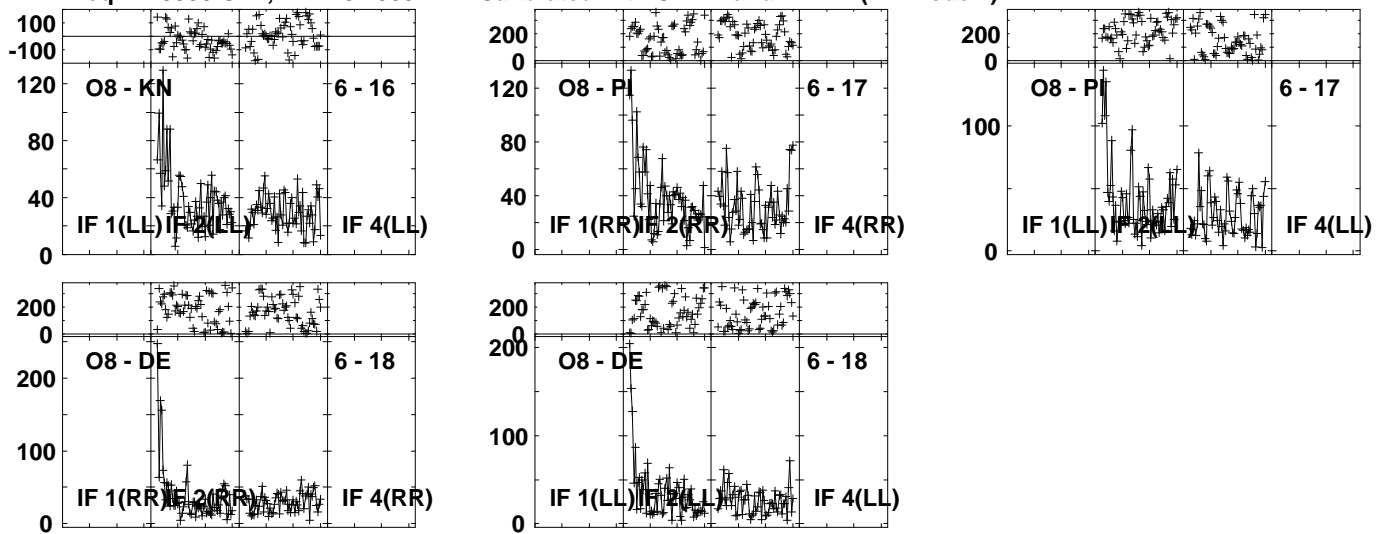 100
-100
120
80
40
0
O8 - KN
6 - 16
IF 1(LL)
IF 2(LL)
IF 4(LL)
200
0
120
80
40
0
O8 - PI
6 - 17
IF 1(RR)
IF 2(RR)
IF 4(RR)
200
0
100
0
O8 - PI
6 - 17
IF 1(LL)
IF 2(LL)
IF 4(LL)
200
0
200
100
0
O8 - DE
6 - 18
IF 1(RR)
IF 2(RR)
IF 4(RR)
200
0
200
100
0
O8 - DE
6 - 18
IF 1(LL)
IF 2(LL)
IF 4(LL)